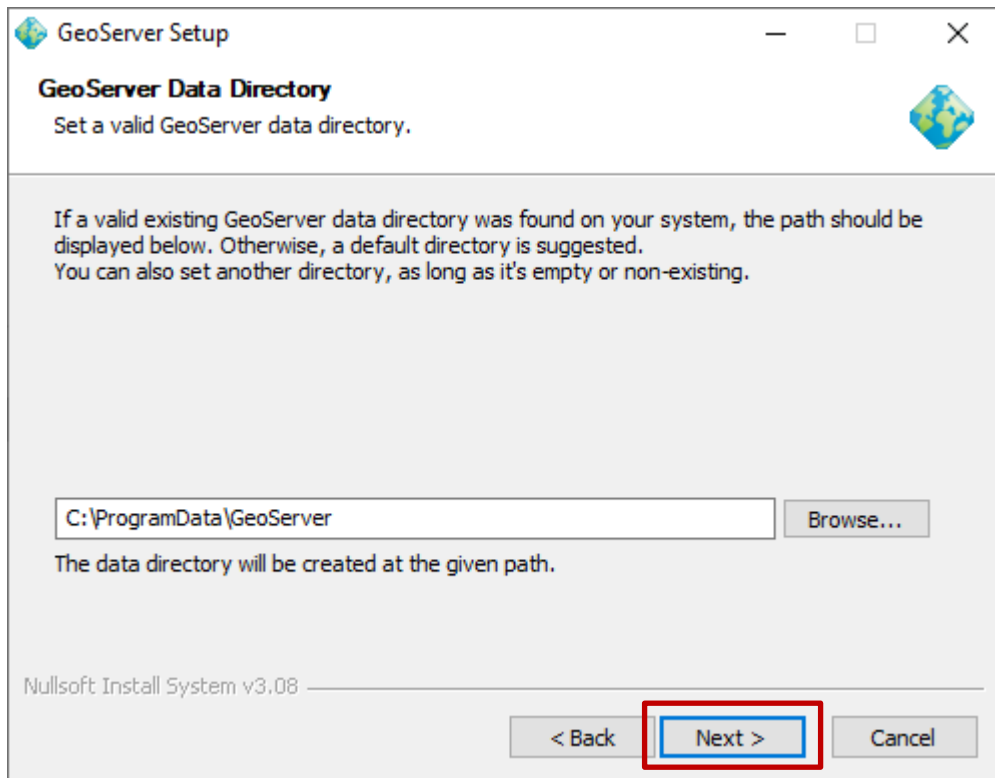 GeoServer Setup
GeoServer Data Directory
Set a valid GeoServer data directory.
If a valid existing GeoServer data directory was found on your system, the path should be
displayed below. Otherwise, a default directory is suggested.
You can also set another directory, as long as it's empty or non-existing.
C:\ProgramData\GeoServer
Browse...
The data directory will be created at the given path.
Nullsoft Install System v3.08
< Back
Next >
Cancel